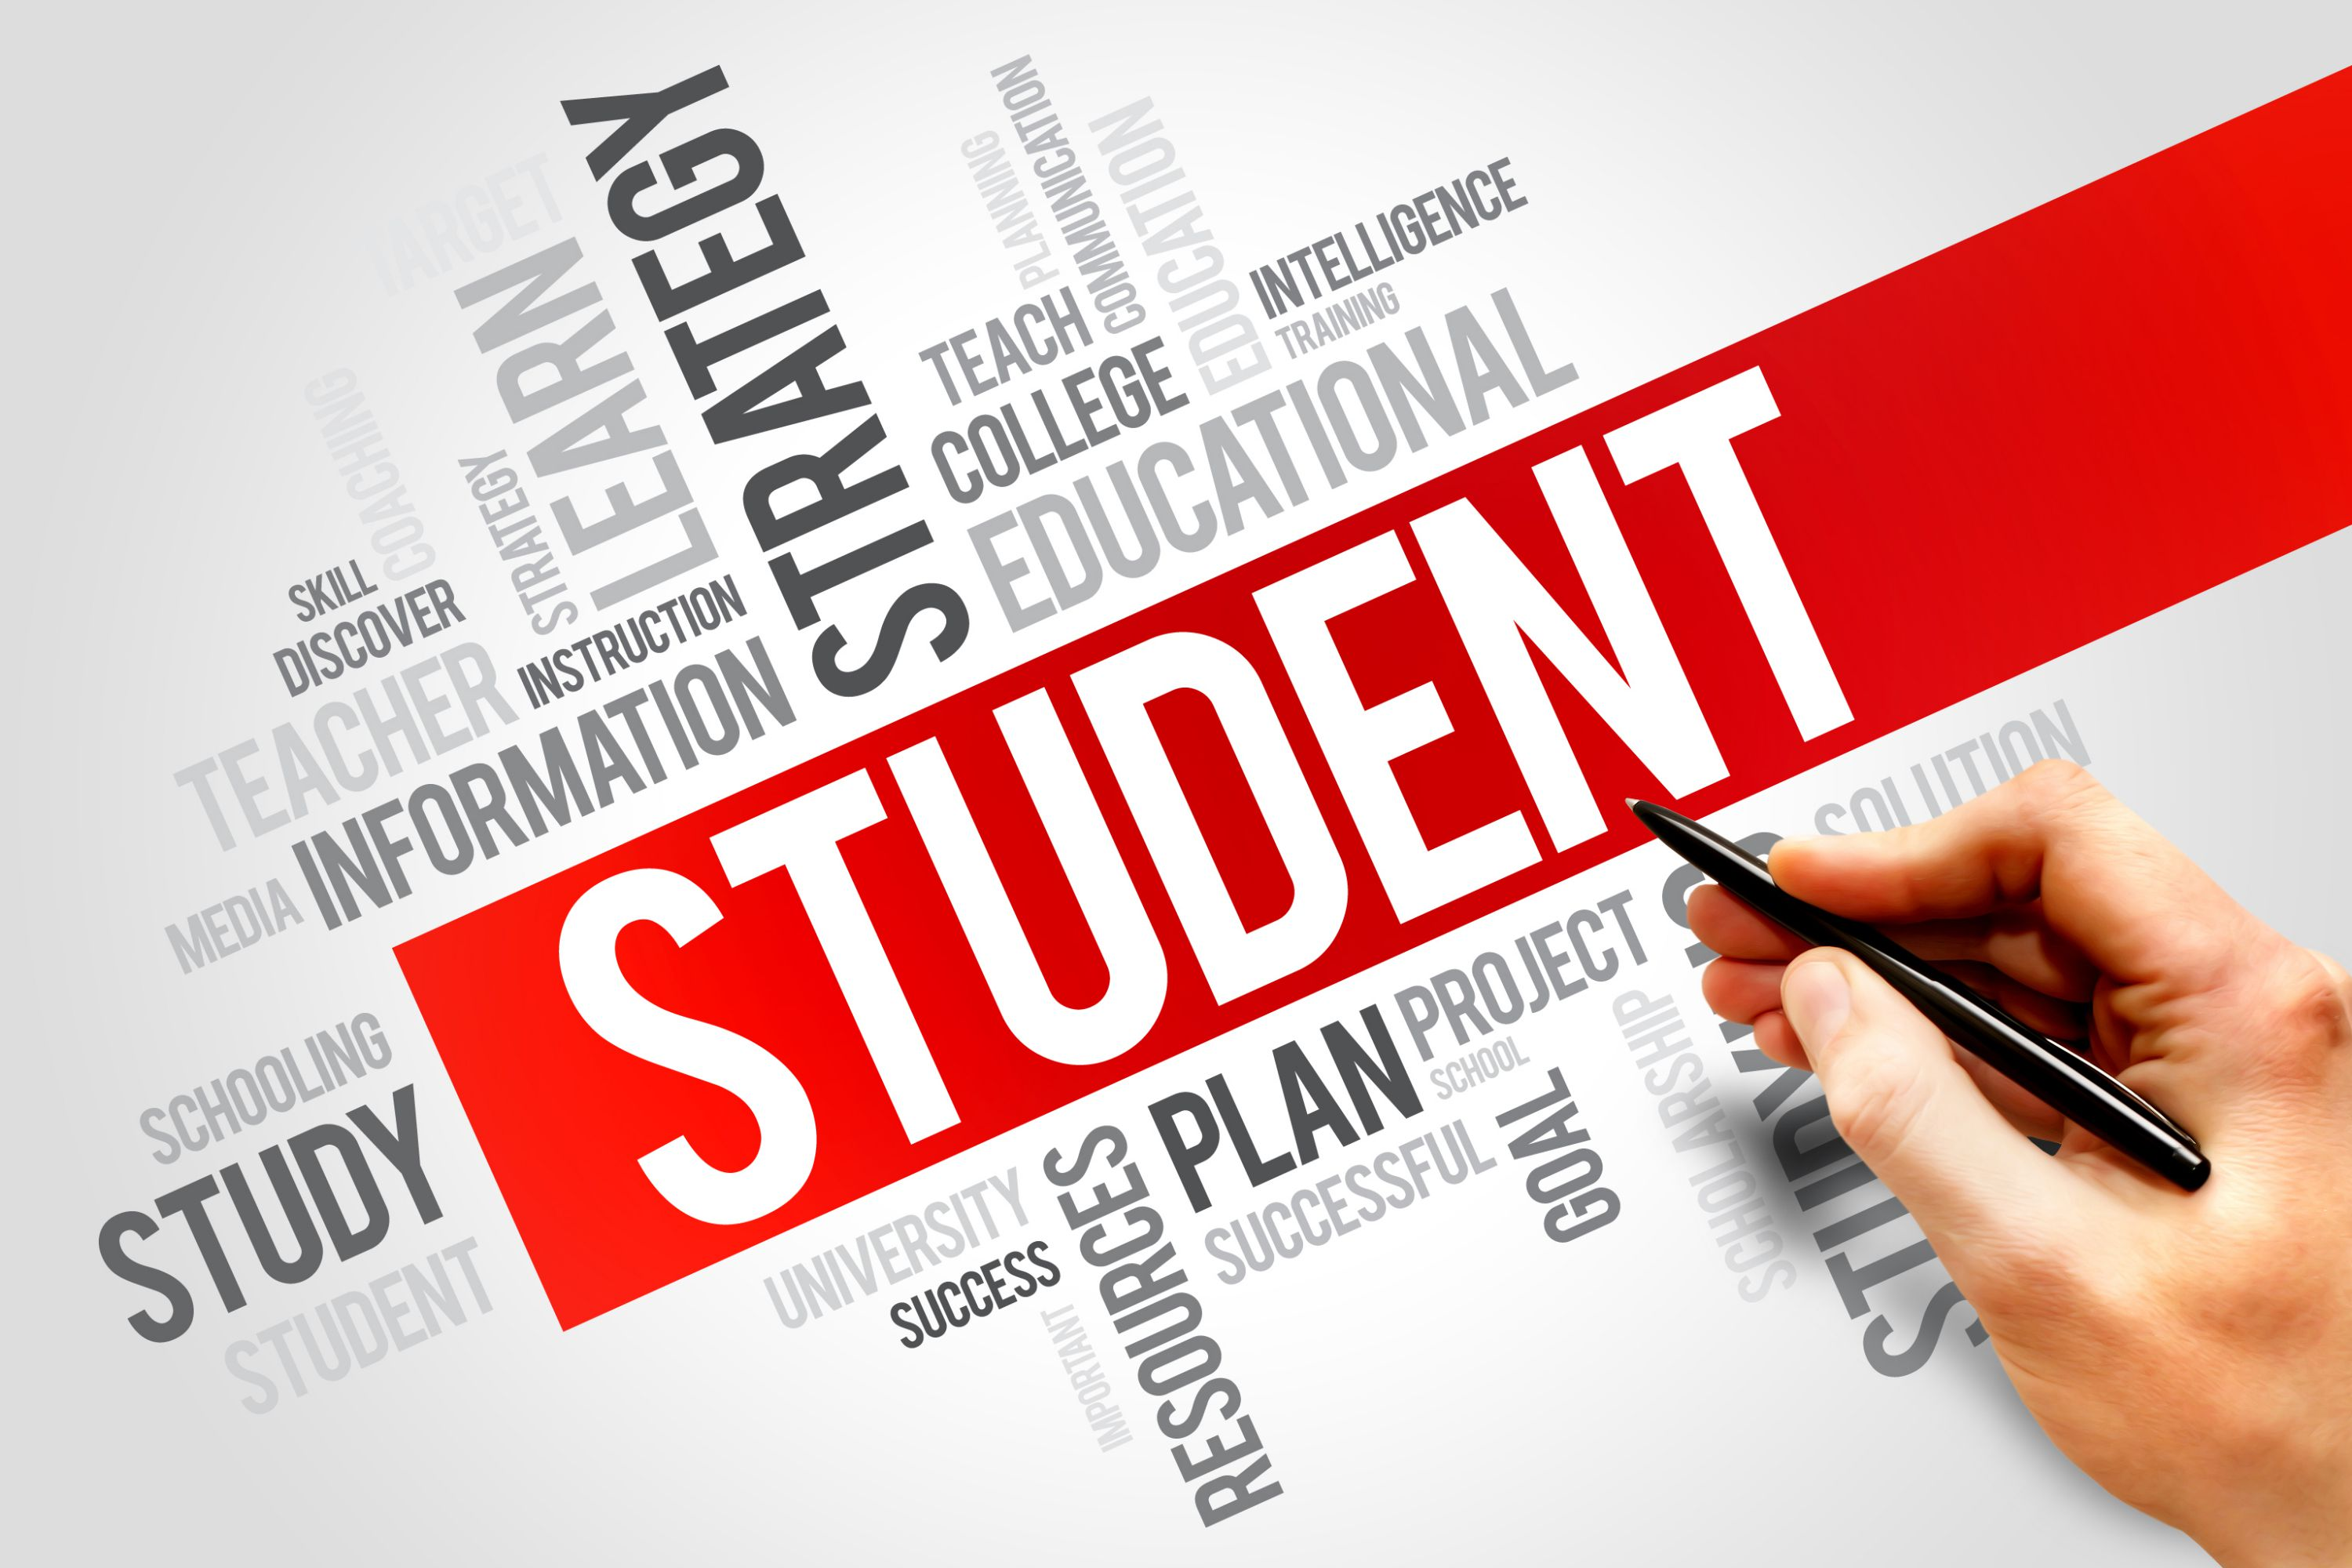 TARGET
LEARN
STRATEGY
PLANNING
COMMUNICATION
EDUCATION
INTELLIGENCE
TRAINING
TEACH
COLLEGE
EDUCATIONAL
COACHING
STRATEGY
SKILL
DISCOVER
TEACHER
INSTRUCTION
INFORMATION
MEDIA
STUDENT
SCHOOLING
STUDY
STUDENT
SOLUTION
PROJECT
PLAN
SCHOOL
SUCCESSFUL
GOAL
SCHOLARSHIP
UNIVERSITY
SUCCESS
RESOURCES
IMPORTANT